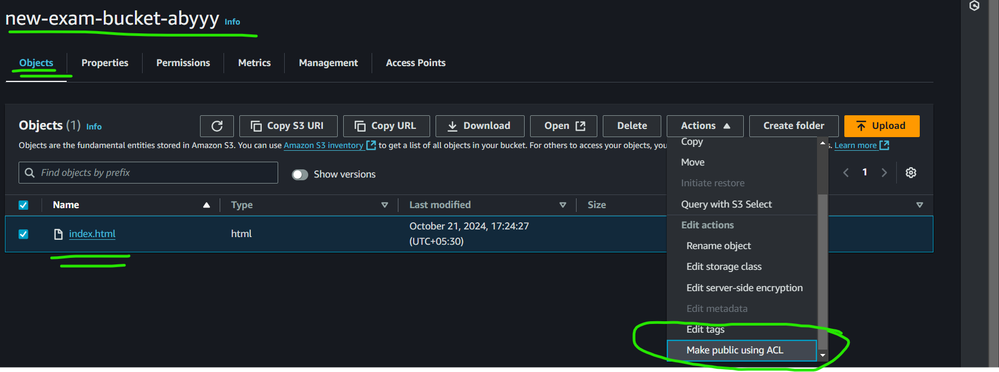 new-exam-bucket-abyyy Info
Objects Properties Permissions Metrics Management Access Points
Objects (1) Info Copy S3 URI Copy URL Download Open Delete Actions Create folder Upload
Objects are the fundamental entities stored in Amazon S3. You can use Amazon S3 inventory to get a list of all objects in your bucket. For others to access your objects, you s. Learn more
Copy
Move
Find objects by prefix Show versions 1
Initiate restore
Name Type Last modified Size Query with S3 Select
Edit actions
index.html html October 21, 2024, 17:24:27
(UTC+05:30)
Rename object
Edit storage class
Edit server-side encryption
Edit metadata
Edit tags
Make public using ACL